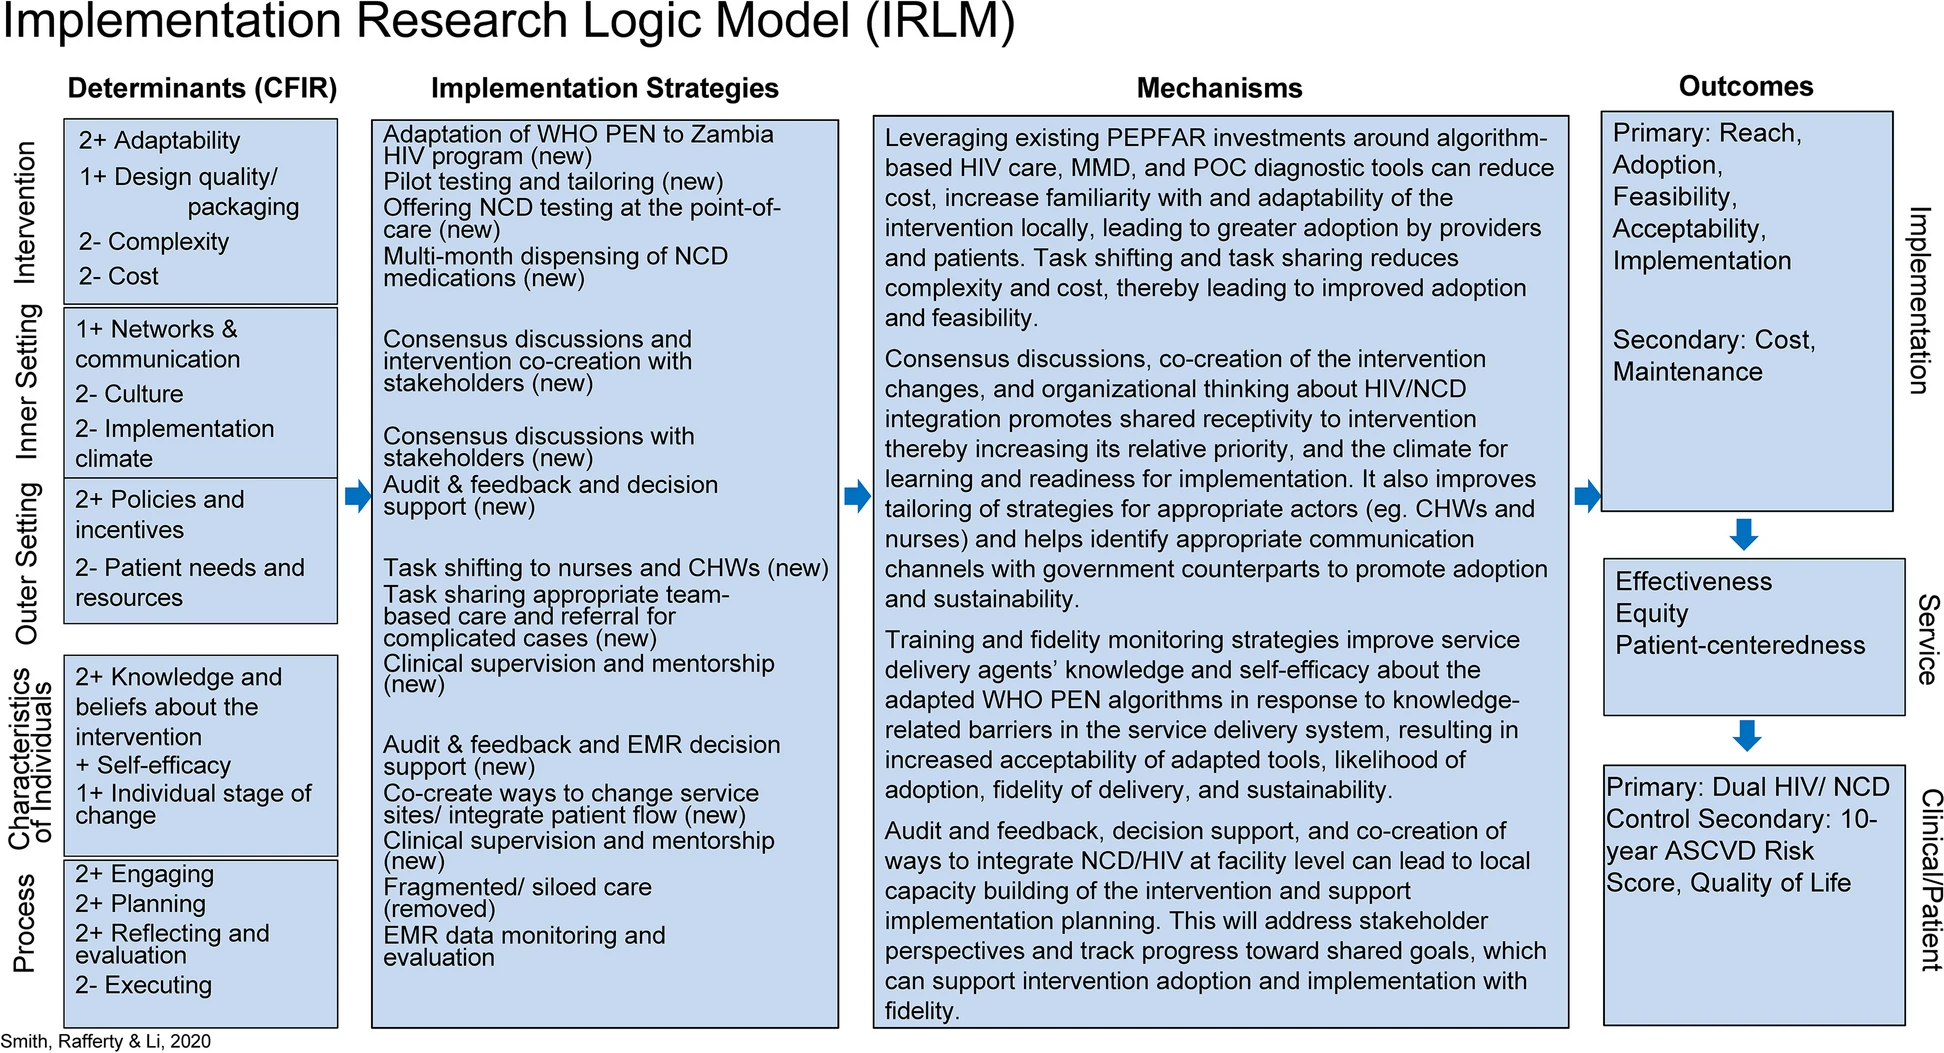 Implementation Research Logic Model (IRLM)
Determinants (CFIR)
Intervention
2+ Adaptability
1+ Design quality/
packaging
2- Complexity
2- Cost
Inner Setting
1+ Networks &
communication
2- Culture
2- Implementation
climate
Outer Setting
2+ Policies and
incentives
2- Patient needs and
resources
Characteristics
of Individuals
2+ Knowledge and
beliefs about the
intervention
+ Self-efficacy
1+ Individual stage of
change
Process
2+ Engaging
2+ Planning
2+ Reflecting and
evaluation
2- Executing
Implementation Strategies
Adaptation of WHO PEN to Zambia
HIV program (new)
Pilot testing and tailoring (new)
Offering NCD testing at the point-of-
care (new)
Multi-month dispensing of NCD
medications (new)
Consensus discussions and
intervention co-creation with
stakeholders (new)
Consensus discussions with
stakeholders (new)
Audit & feedback and decision
support (new)
Task shifting to nurses and CHWs (new)
Task sharing appropriate team-
based care and referral for
complicated cases (new)
Clinical supervision and mentorship
(new)
Audit & feedback and EMR decision
support (new)
Co-create ways to change service
sites/ integrate patient flow (new)
Clinical supervision and mentorship
(new)
Fragmented/ siloed care
(removed)
EMR data monitoring and
evaluation
Mechanisms
Leveraging existing PEPFAR investments around algorithm-
based HIV care, MMD, and POC diagnostic tools can reduce
cost, increase familiarity with and adaptability of the
intervention locally, leading to greater adoption by providers
and patients. Task shifting and task sharing reduces
complexity and cost, thereby leading to improved adoption
and feasibility.
Consensus discussions, co-creation of the intervention
changes, and organizational thinking about HIV/NCD
integration promotes shared receptivity to intervention
thereby increasing its relative priority, and the climate for
learning and readiness for implementation. It also improves
tailoring of strategies for appropriate actors (eg. CHWs and
nurses) and helps identify appropriate communication
channels with government counterparts to promote adoption
and sustainability.
Training and fidelity monitoring strategies improve service
delivery agents’ knowledge and self-efficacy about the
adapted WHO PEN algorithms in response to knowledge-
related barriers in the service delivery system, resulting in
increased acceptability of adapted tools, likelihood of
adoption, fidelity of delivery, and sustainability.
Audit and feedback, decision support, and co-creation of
ways to integrate NCD/HIV at facility level can lead to local
capacity building of the intervention and support
implementation planning. This will address stakeholder
perspectives and track progress toward shared goals, which
can support intervention adoption and implementation with
fidelity.
Outcomes
Primary: Reach,
Adoption,
Feasibility,
Acceptability,
Implementation
Secondary: Cost,
Maintenance
Implementation
Effectiveness
Equity
Patient-centeredness
Service
Primary: Dual HIV/ NCD
Control Secondary: 10-
year ASCVD Risk
Score, Quality of Life
Clinical/Patient
Smith, Rafferty & Li, 2020